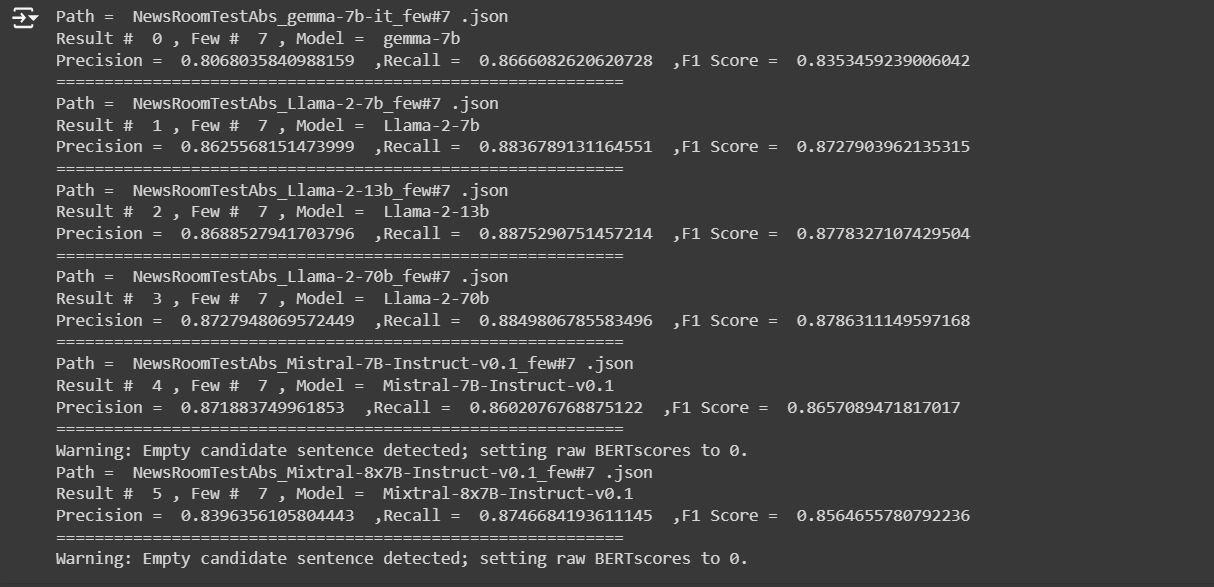 Path =  NewsRoomTestAbs_gemma-7b-it_few#7 .json
Result #  0 , Few #  7 , Model =  gemma-7b
Precision =  0.8068035840988159  ,Recall =  0.8666082620620728  ,F1 Score =  0.8353459239006042
===========================================================
Path =  NewsRoomTestAbs_Llama-2-7b_few#7 .json
Result #  1 , Few #  7 , Model =  Llama-2-7b
Precision =  0.8625568151473999  ,Recall =  0.8836789131164551  ,F1 Score =  0.8727903962135315
===========================================================
Path =  NewsRoomTestAbs_Llama-2-13b_few#7 .json
Result #  2 , Few #  7 , Model =  Llama-2-13b
Precision =  0.8688527941703796  ,Recall =  0.8875290751457214  ,F1 Score =  0.8778327107429504
===========================================================
Path =  NewsRoomTestAbs_Llama-2-70b_few#7 .json
Result #  3 , Few #  7 , Model =  Llama-2-70b
Precision =  0.8727948069572449  ,Recall =  0.8849806785583496  ,F1 Score =  0.8786311149597168
===========================================================
Path =  NewsRoomTestAbs_Mistral-7B-Instruct-v0.1_few#7 .json
Result #  4 , Few #  7 , Model =  Mistral-7B-Instruct-v0.1
Precision =  0.871883749961853  ,Recall =  0.8602076768875122  ,F1 Score =  0.8657089471817017
===========================================================
Warning: Empty candidate sentence detected; setting raw BERTscores to 0.
Path =  NewsRoomTestAbs_Mixtral-8x7B-Instruct-v0.1_few#7 .json
Result #  5 , Few #  7 , Model =  Mixtral-8x7B-Instruct-v0.1
Precision =  0.8396356105804443  ,Recall =  0.8746684193611145  ,F1 Score =  0.8564655780792236
===========================================================
Warning: Empty candidate sentence detected; setting raw BERTscores to 0.